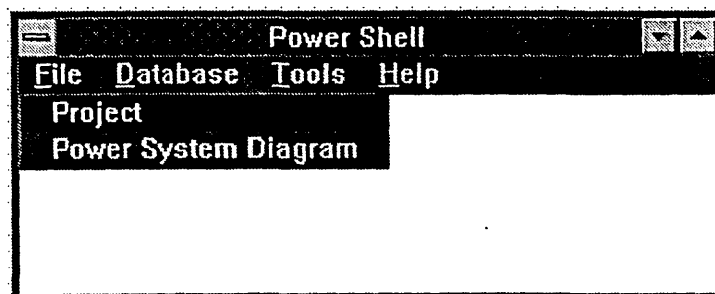 Power Shell
File Database Tools Help
Project
Power System Diagram